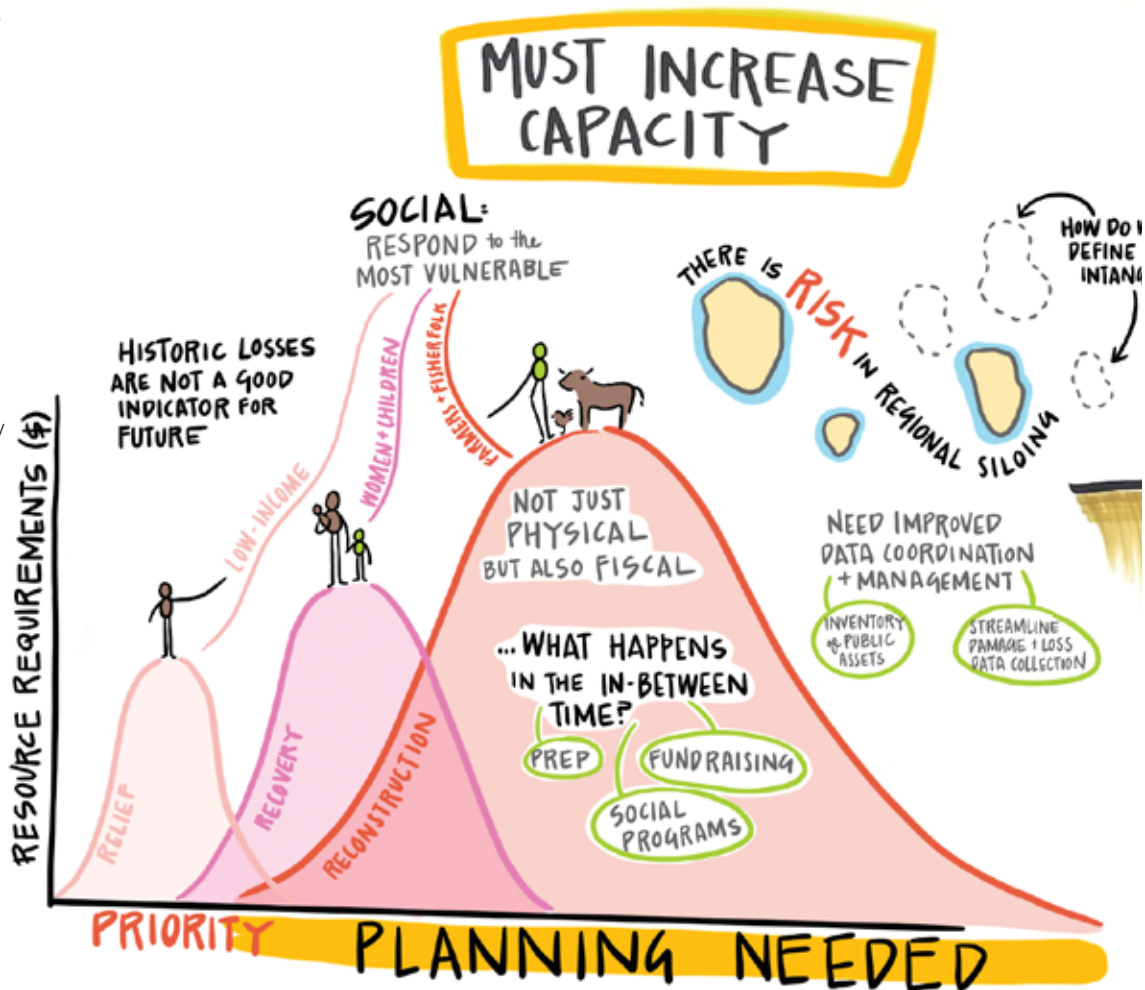 MUST INCREASE
CAPACITY
SOCIAL:
RESPOND to the
MOST VULNERABLE
HISTORIC LOSSES
ARE NOT A GOOD
INDICATOR FOR
FUTURE
LOW-INCOME
WOMEN + CHILDREN
FARMERS + FISHERFOLK
THERE IS RISK IN REGIONAL SILOING
HOW DO
DEFINE
RESOURCE REQUIREMENTS ($)
NOT JUST
PHYSICAL
BUT ALSO FISCAL
NEED IMPROVED
DATA COORDINATION
+ MANAGEMENT
INVENTORY
of PUBLIC
ASSETS
STREAMLINE
DAMAGE + LOSS
DATA COLLECTION
...WHAT HAPPENS
IN THE IN-BETWEEN
TIME?
PREP
FUNDRAISING
SOCIAL
PROGRAMS
RELIEF
RECOVERY
RECONSTRUCTION
PRIORITY
PLANNING NEEDED